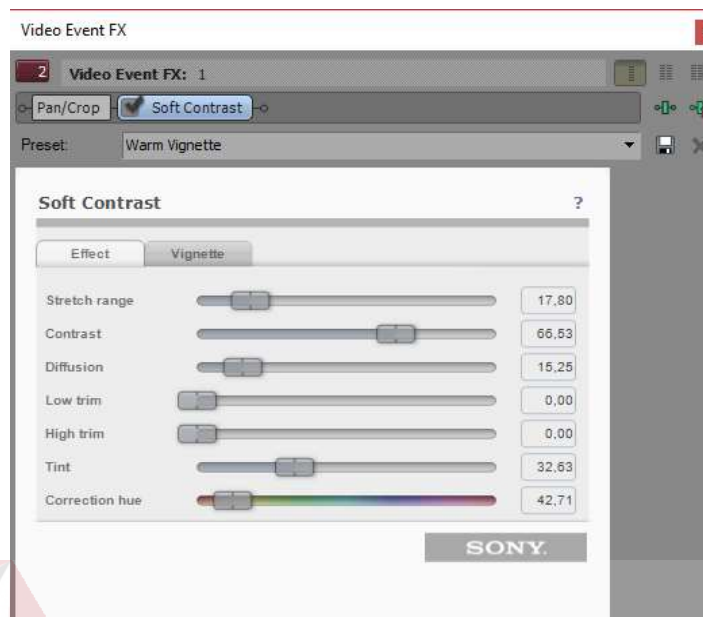 Video Event FX
2 Video Event FX: 1
Pan/Crop Soft Contrast
Preset: Warm Vignette
Soft Contrast ?
Effect Vignette
Stretch range 17,80
Contrast 66,53
Diffusion 15,25
Low trim 0,00
High trim 0,00
Tint 32,63
Correction hue 42,71
SONY.